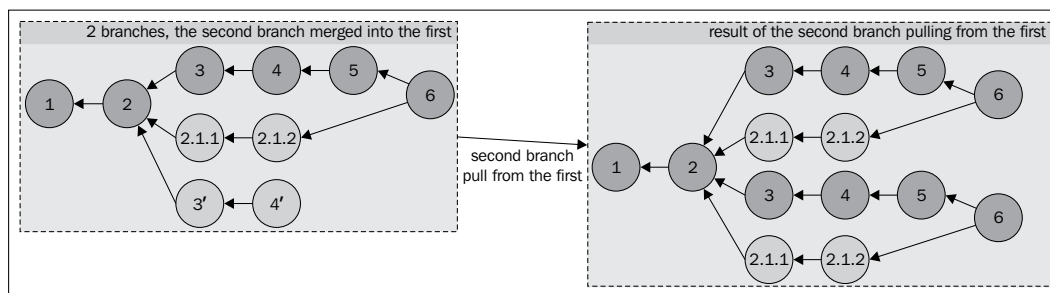 2 branches, the second branch merged into the first
3 4 5
1 2 6
2.1.1 2.1.2
3′ 4′
second branch
pull from the first
result of the second branch pulling from the first
3 4 5
6
2.1.1 2.1.2
1 2
3 4 5
6
2.1.1 2.1.2